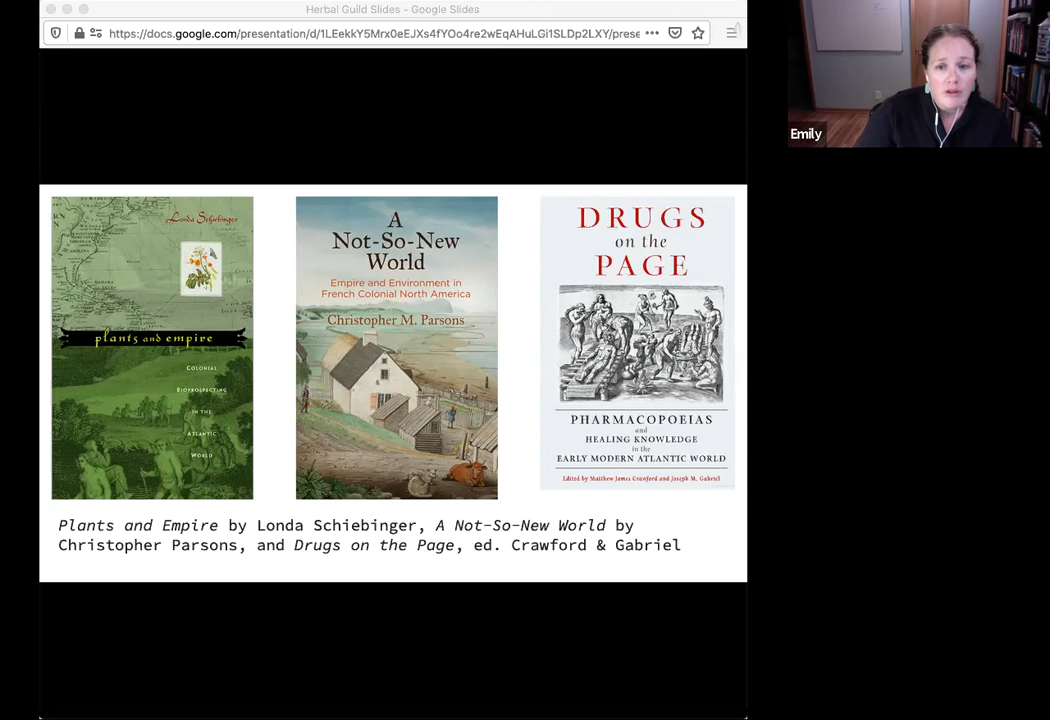 Herbal Guild Slides - Google Slides
https://docs.google.com/presentation/d/1LEekkY5Mrx0eEJXs4fYOo4re2wEqAHuLGi1SLDp2LXY/prese
Emily
Londa Schiebinger
plants and empire
COLONIAL
BIOPROSPECTING
IN THE
ATLANTIC
WORLD
A
Not-So-New
World
Empire and Environment in
French Colonial North America
Christopher M. Parsons
DRUGS
on the
PAGE
PHARMACOPOEIAS
and
HEALING KNOWLEDGE
in the
EARLY MODERN ATLANTIC WORLD
Edited by Matthew James Crawford and Joseph M. Gabriel
Plants and Empire by Londa Schiebinger, A Not-So-New World by
Christopher Parsons, and Drugs on the Page, ed. Crawford & Gabriel